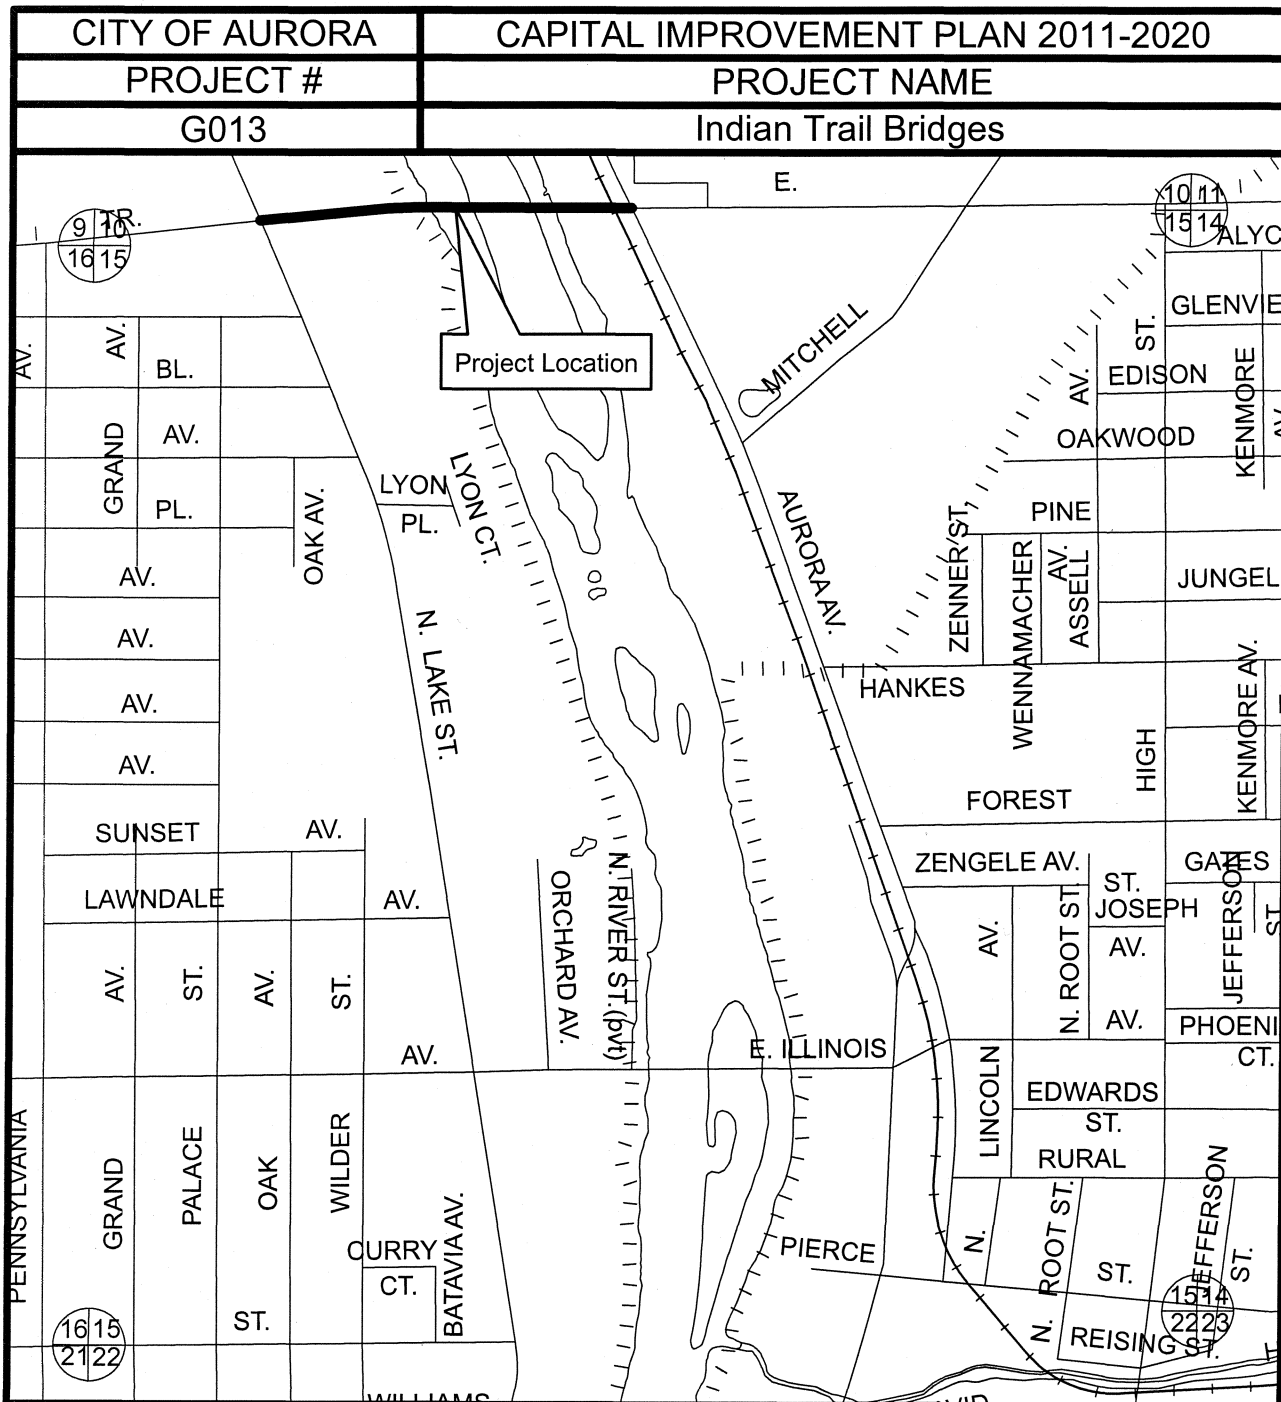 CITY OF AURORA
CAPITAL IMPROVEMENT PLAN 2011-2020
PROJECT #
PROJECT NAME
G013
Indian Trail Bridges
E.
10 11
15 14
TR.
9 10
16 15
ALYC
GLENVIE
ST.
AV.
AV.
BL.
Project Location
MITCHELL
AV.
EDISON
KENMORE
AV.
GRAND
AV.
OAKWOOD
LYON
PL.
LYON CT.
PL.
OAK AV.
AURORA AV.
ZENNER ST.
PINE
WENNAMACHER
AV.
ASSELL
JUNGEL
AV.
AV.
AV.
AV.
N. LAKE ST.
HANKES
HIGH
KENMORE AV.
FOREST
SUNSET
AV.
ZENGELE AV.
GATES
ST.
LAWNDALE
AV.
ORCHARD AV.
N. RIVER ST.(pvt)
JOSEPH
JEFFERSON
ST.
AV.
N. ROOT ST.
AV.
AV.
ST.
AV.
ST.
AV.
PHOENI
CT.
AV.
E. ILLINOIS
LINCOLN
EDWARDS
ST.
RURAL
PENNSYLVANIA
GRAND
PALACE
OAK
WILDER
BATAVIA AV.
CURRY
CT.
PIERCE
N.
ROOT ST.
ST.
JEFFERSON
ST.
15 14
22 23
16 15
21 22
ST.
N.
REISING ST.
H
WILLIAMS